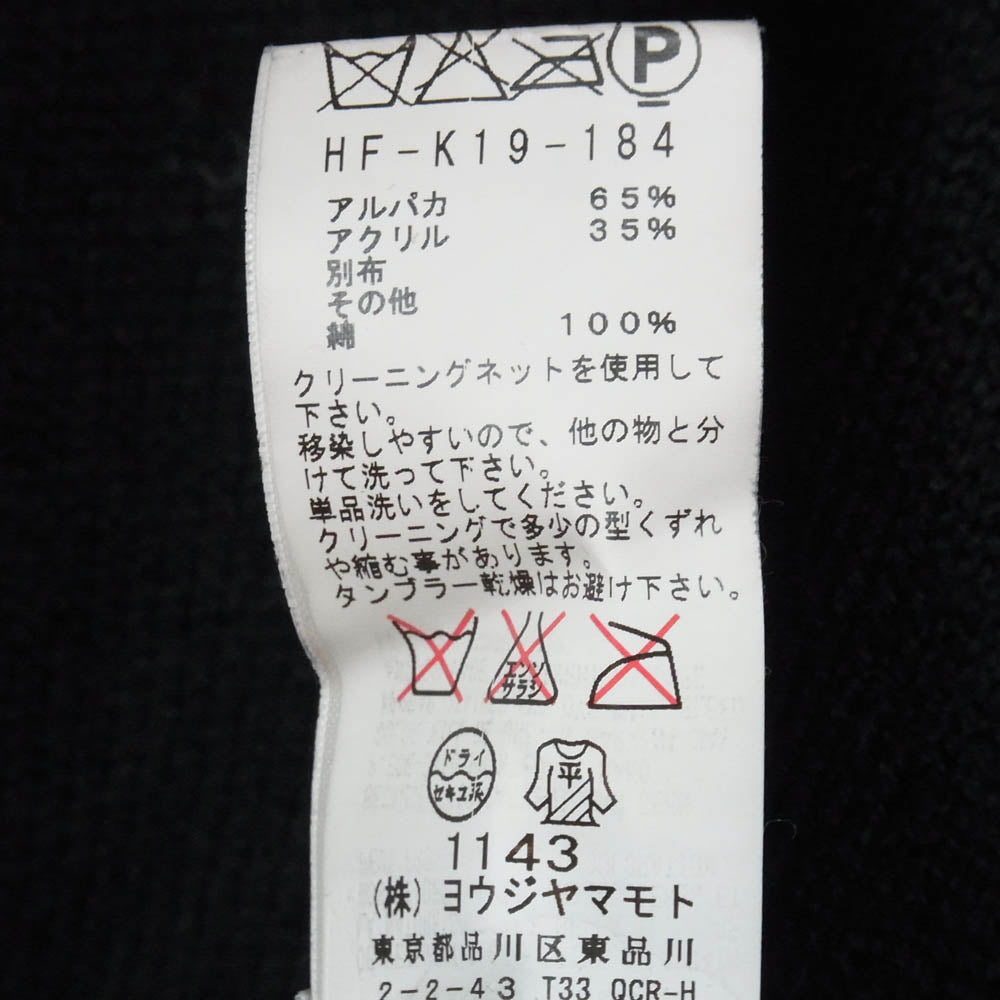 P
HF-K19-184
アルパカ 65%
アクリル 35%
別布
その他
綿 100%
クリーニングネットを使用して
下さい。
移染しやすいので、他の物と分
けて洗って下さい。
単品洗いをしてください。
クリーニングで多少の型くずれ
や縮む事があります。
タンブラー乾燥はお避け下さい。
エンソ
サラシ
ドライ
セキユ系
平
1143
(株)ヨウジヤマモト
東京都品川区東品川
2-2-43 T33 QCR-H